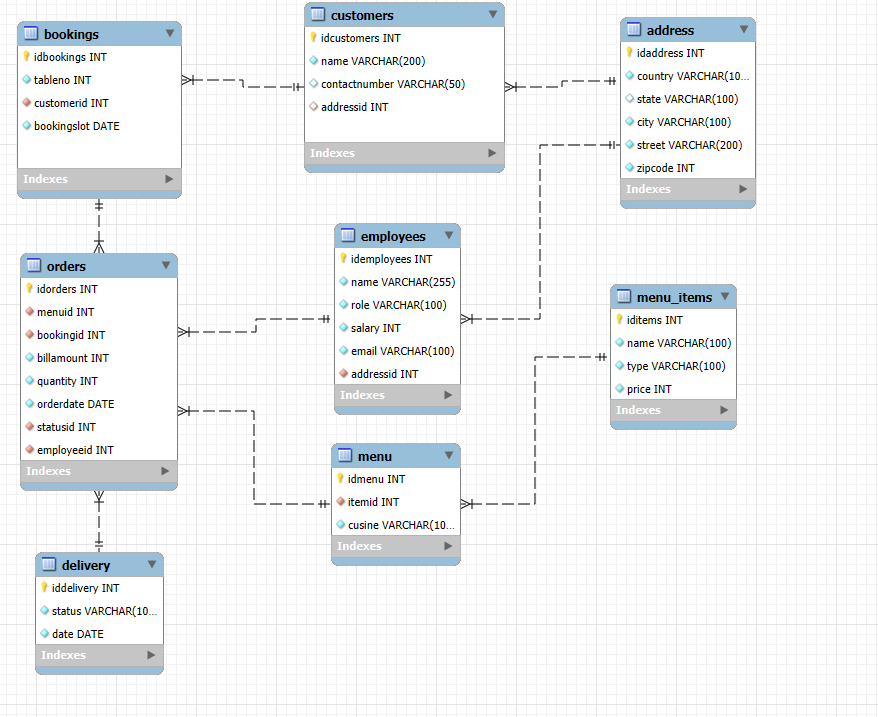 bookings
idbookings INT
tableno INT
customerid INT
bookingslot DATE
Indexes
customers
idcustomers INT
name VARCHAR(200)
contactnumber VARCHAR(50)
addressid INT
Indexes
address
idaddress INT
country VARCHAR(10...
state VARCHAR(100)
city VARCHAR(100)
street VARCHAR(200)
zipcode INT
Indexes
orders
idorders INT
menuid INT
bookingid INT
billamount INT
quantity INT
orderdate DATE
statusid INT
employeeid INT
Indexes
employees
idemployees INT
name VARCHAR(255)
role VARCHAR(100)
salary INT
email VARCHAR(100)
addressid INT
Indexes
menu_items
iditems INT
name VARCHAR(100)
type VARCHAR(100)
price INT
Indexes
menu
idmenu INT
itemid INT
cusine VARCHAR(10...
Indexes
delivery
iddelivery INT
status VARCHAR(10...
date DATE
Indexes